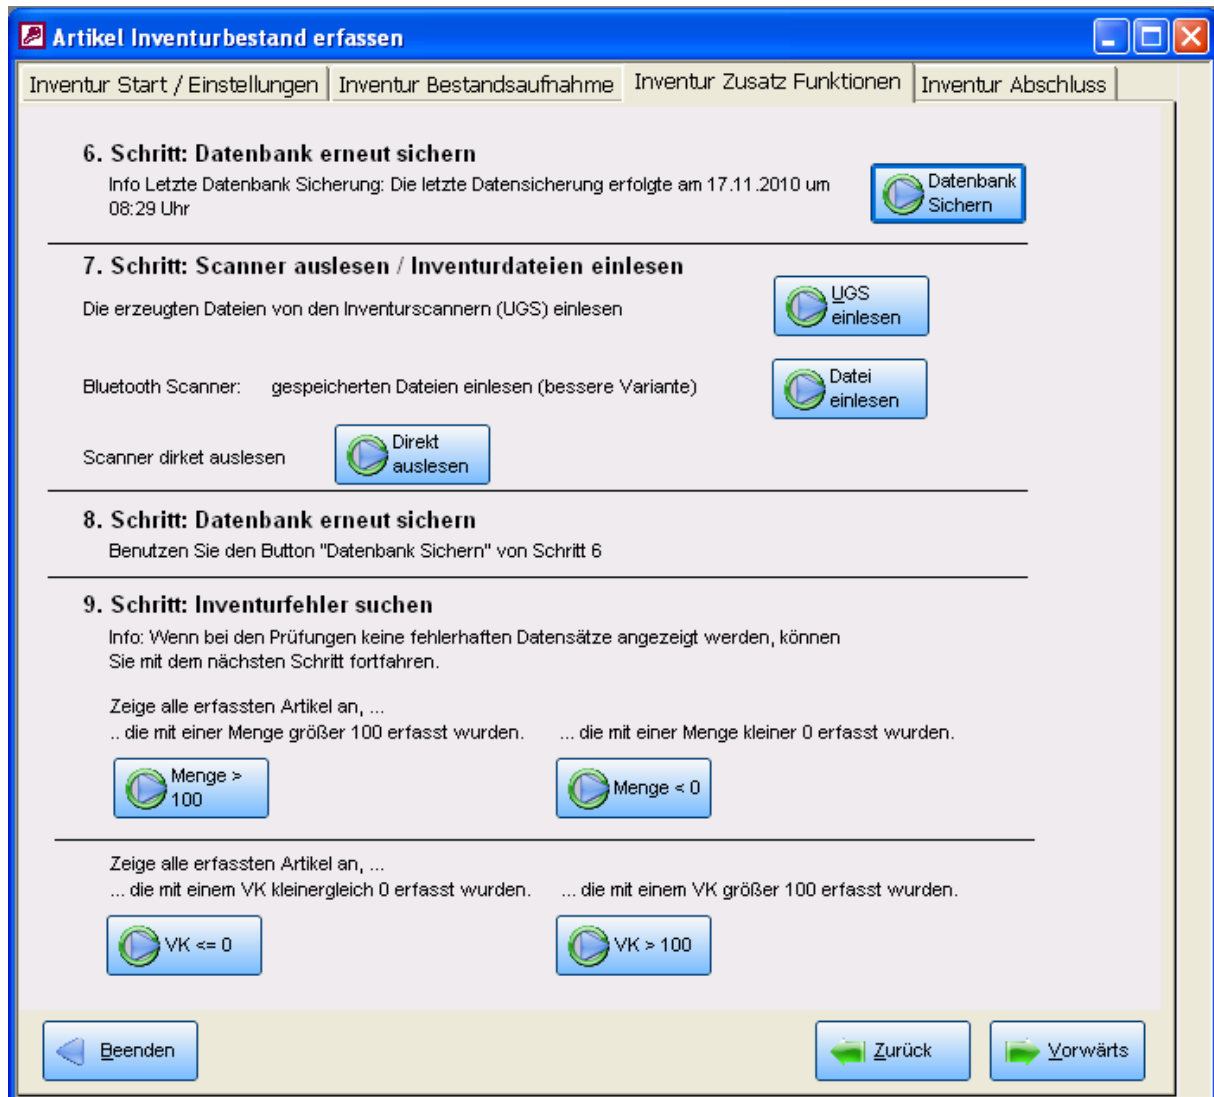 Artikel Inventurbestand erfassen
Inventur Start / Einstellungen
Inventur Bestandsaufnahme
Inventur Zusatz Funktionen
Inventur Abschluss
6. Schritt: Datenbank erneut sichern
Info Letzte Datenbank Sicherung: Die letzte Datensicherung erfolgte am 17.11.2010 um
08:29 Uhr
Datenbank
Sichern
7. Schritt: Scanner auslesen / Inventurdateien einlesen
Die erzeugten Dateien von den Inventurscannern (UGS) einlesen
UGS
einlesen
Bluetooth Scanner: gespeicherten Dateien einlesen (bessere Variante)
Datei
einlesen
Scanner dirket auslesen
Direkt
auslesen
8. Schritt: Datenbank erneut sichern
Benutzen Sie den Button "Datenbank Sichern" von Schritt 6
9. Schritt: Inventurfehler suchen
Info: Wenn bei den Prüfungen keine fehlerhaften Datensätze angezeigt werden, können
Sie mit dem nächsten Schritt fortfahren.
Zeige alle erfassten Artikel an, ...
.. die mit einer Menge größer 100 erfasst wurden.
... die mit einer Menge kleiner 0 erfasst wurden.
Menge >
100
Menge < 0
Zeige alle erfassten Artikel an, ...
... die mit einem VK kleinergleich 0 erfasst wurden.
... die mit einem VK größer 100 erfasst wurden.
VK <= 0
VK > 100
Beenden
Zurück
Vorwärts